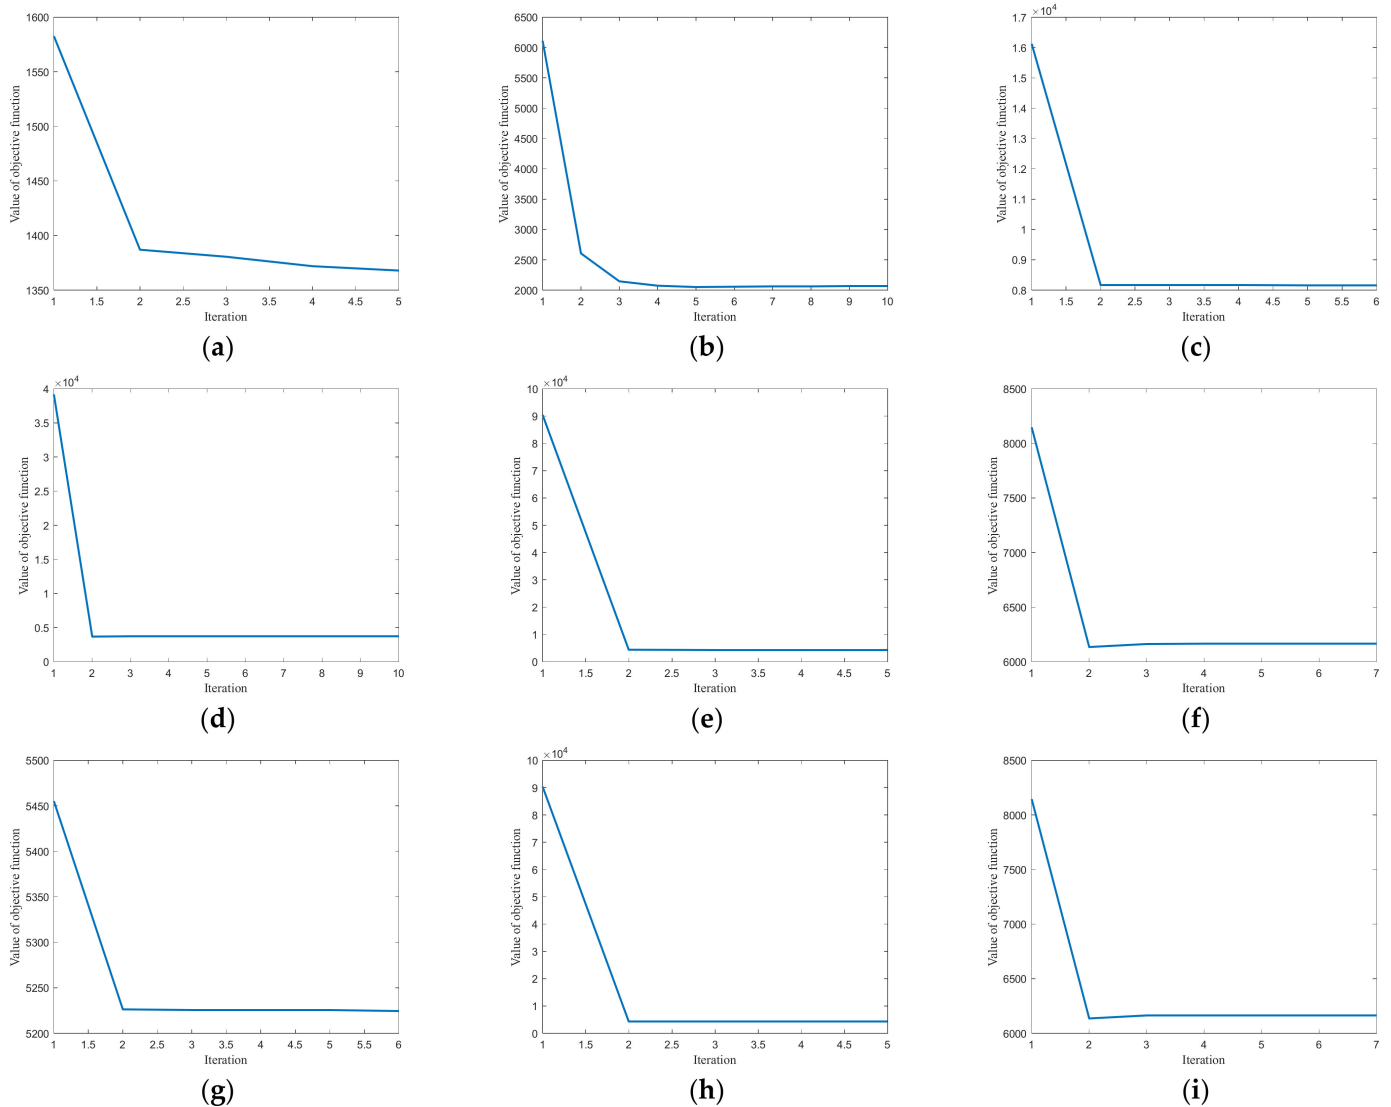 1600
1550
1500
1450
1400
1350
Value of objective function
1 1.5 2 2.5 3 3.5 4 4.5 5
Iteration
(a)
6500
6000
5500
5000
4500
4000
3500
3000
2500
2000
Value of objective function
1 2 3 4 5 6 7 8 9 10
Iteration
(b)
×10^4
1.7
1.6
1.5
1.4
1.3
1.2
1.1
1
0.9
0.8
Value of objective function
1 1.5 2 2.5 3 3.5 4 4.5 5 5.5 6
Iteration
(c)
×10^4
4
3.5
3
2.5
2
1.5
1
0.5
0
Value of objective function
1 2 3 4 5 6 7 8 9 10
Iteration
(d)
×10^4
10
9
8
7
6
5
4
3
2
1
0
Value of objective function
1 1.5 2 2.5 3 3.5 4 4.5 5
Iteration
(e)
8500
8000
7500
7000
6500
6000
Value of objective function
1 2 3 4 5 6 7
Iteration
(f)
5500
5450
5400
5350
5300
5250
5200
Value of objective function
1 1.5 2 2.5 3 3.5 4 4.5 5 5.5 6
Iteration
(g)
×10^4
10
9
8
7
6
5
4
3
2
1
0
Value of objective function
1 1.5 2 2.5 3 3.5 4 4.5 5
Iteration
(h)
8500
8000
7500
7000
6500
6000
Value of objective function
1 2 3 4 5 6 7
Iteration
(i)